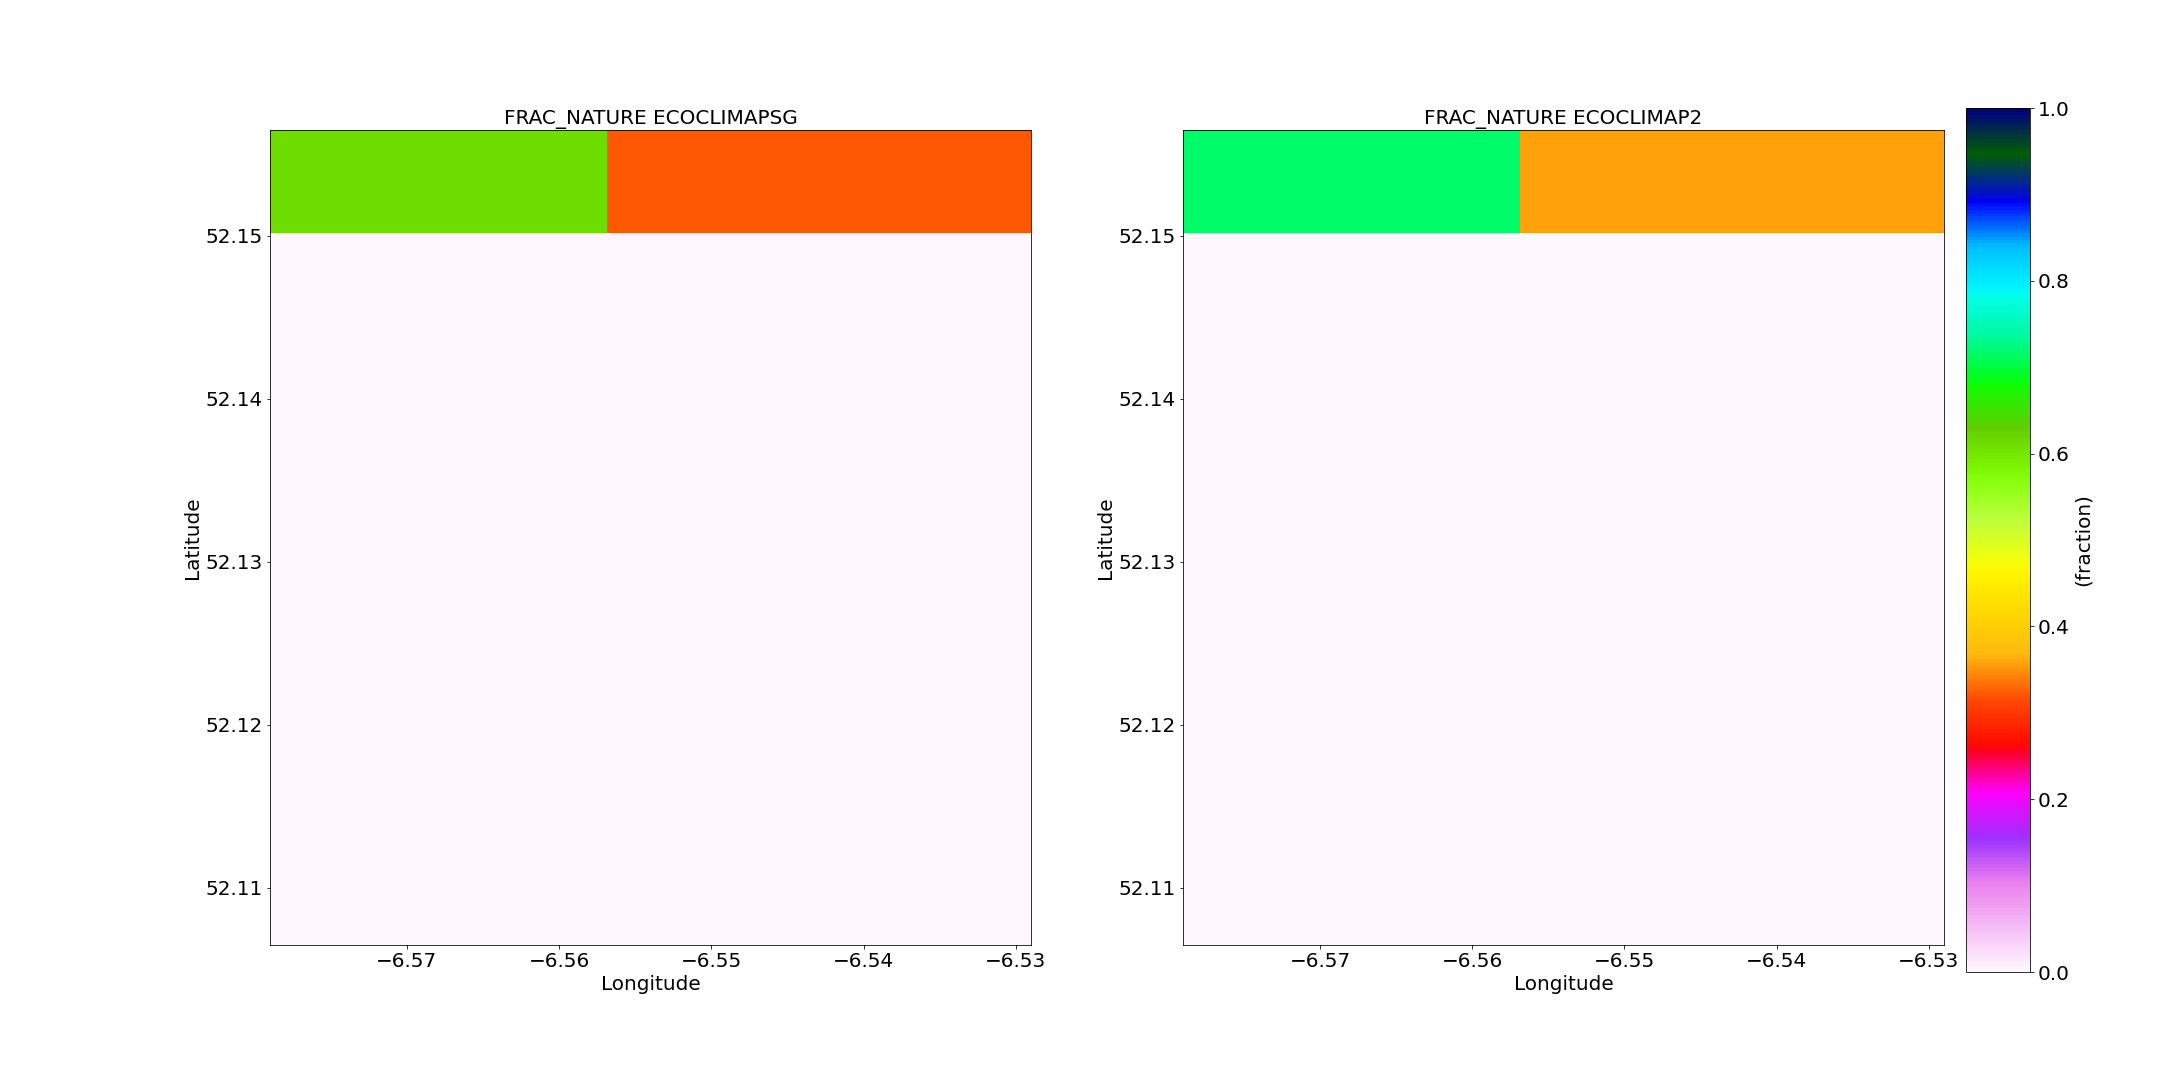 FRAC_NATURE ECOCLIMAPSG
52.15
52.14
52.13
52.12
52.11
Latitude
−6.57 −6.56 −6.55 −6.54 −6.53
Longitude
FRAC_NATURE ECOCLIMAP2
52.15
52.14
52.13
52.12
52.11
Latitude
−6.57 −6.56 −6.55 −6.54 −6.53
Longitude
1.0
0.8
0.6
0.4
0.2
0.0
(fraction)